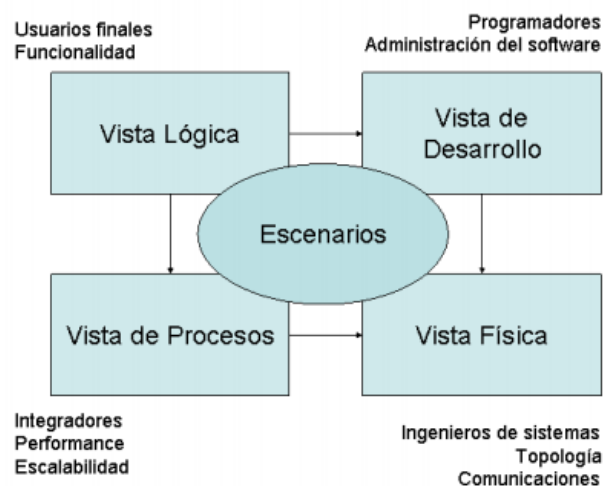 Usuarios finales
Funcionalidad
Programadores
Administración del software
Vista Lógica
Vista de
Desarrollo
Escenarios
Vista de Procesos
Vista Física
Integradores
Performance
Escalabilidad
Ingenieros de sistemas
Topología
Comunicaciones